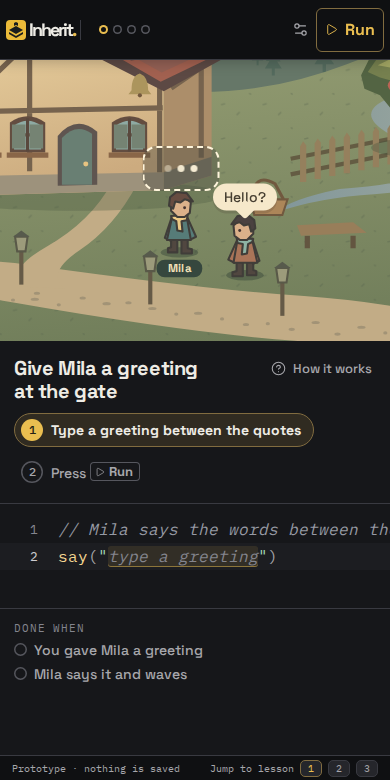 Inherit.
Run
Hello?
Mila
Give Mila a greeting
at the gate
How it works
1 Type a greeting between the quotes
2 Press Run
1 // Mila says the words between th
2 say("type a greeting")
DONE WHEN
You gave Mila a greeting
Mila says it and waves
Prototype · nothing is saved Jump to lesson 1 2 3